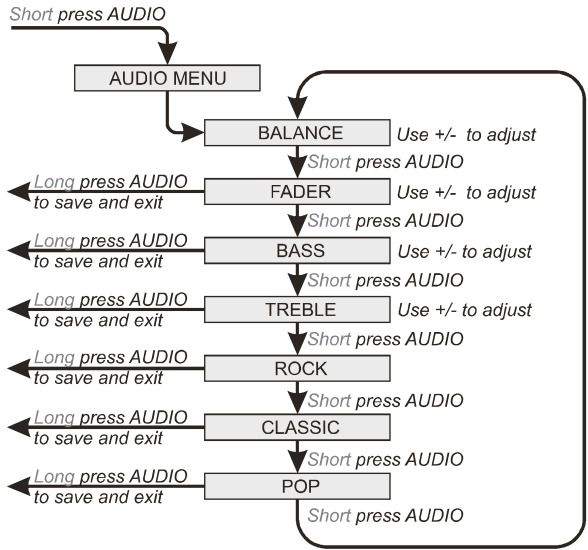 Short press AUDIO
AUDIO MENU
BALANCE
Use +/- to adjust
Short press AUDIO
Long press AUDIO
to save and exit
FADER
Use +/- to adjust
Short press AUDIO
Long press AUDIO
to save and exit
BASS
Use +/- to adjust
Short press AUDIO
Long press AUDIO
to save and exit
TREBLE
Use +/- to adjust
Short press AUDIO
Long press AUDIO
to save and exit
ROCK
Short press AUDIO
Long press AUDIO
to save and exit
CLASSIC
Short press AUDIO
Long press AUDIO
to save and exit
POP
Short press AUDIO